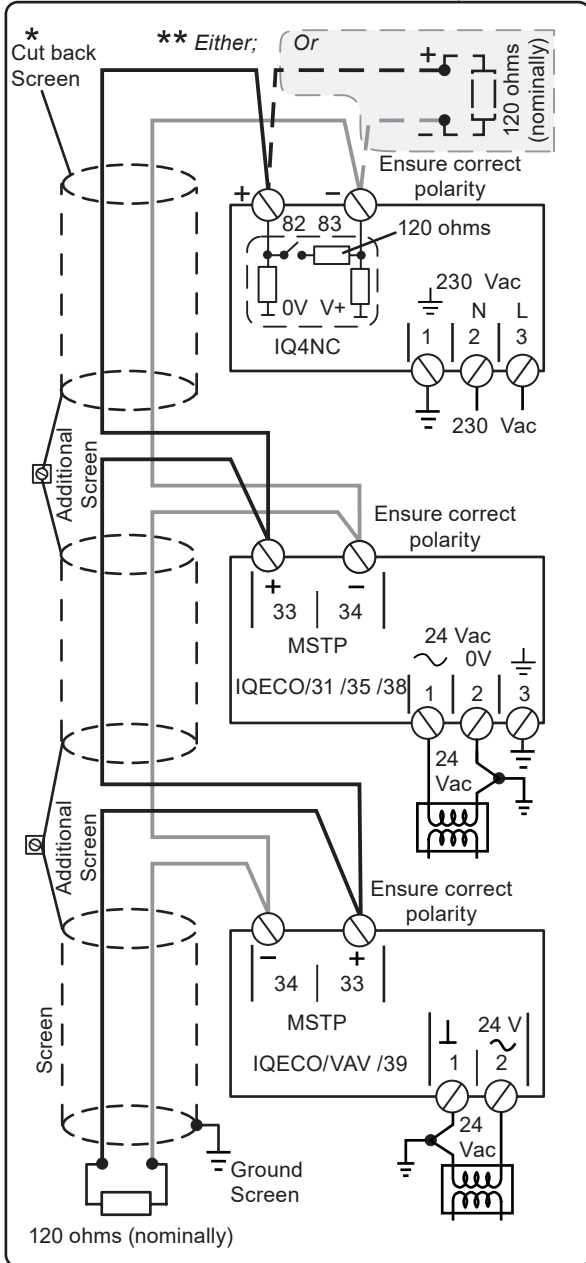 *
Cut back
Screen
** Either; Or
+
−
120 ohms
(nominally)
Ensure correct
polarity
+ −
82 83
120 ohms
0V V+
IQ4NC
230 Vac
N L
1 2 3
230 Vac
Additional
Screen
Ensure correct
polarity
+ −
33 34
MSTP
IQECO/31 /35 /38
24 Vac
0V
1 2 3
24
Vac
Additional
Screen
Ensure correct
polarity
− +
34 33
MSTP
IQECO/VAV /39
24 V
1 2
24
Vac
Screen
Ground
Screen
120 ohms (nominally)